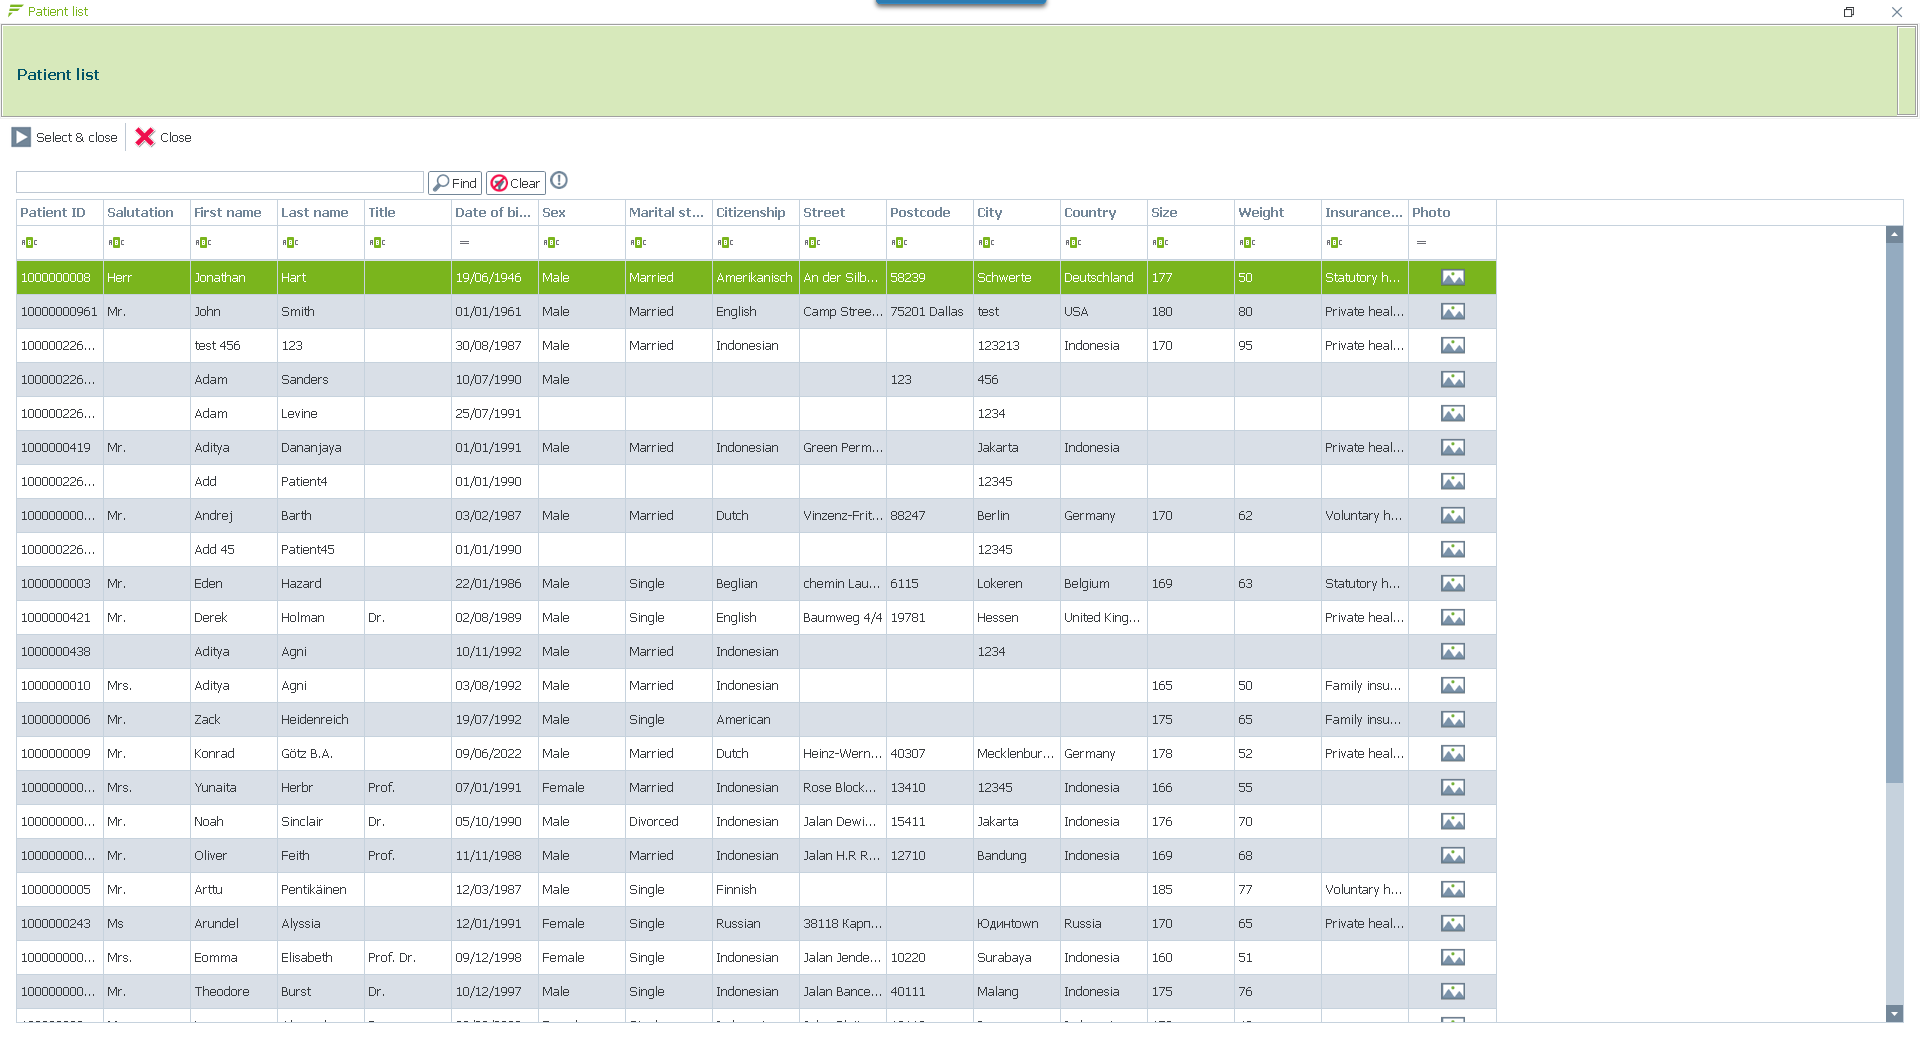 Patient list
Patient list
Select & close Close
Find Clear
Patient ID Salutation First name Last name Title Date of bi... Sex Marital st... Citizenship Street Postcode City Country Size Weight Insurance... Photo
1000000008 Herr Jonathan Hart 19/06/1946 Male Married Amerikanisch An der Silb... 58239 Schwerte Deutschland 177 50 Statutory h...
10000000961 Mr. John Smith 01/01/1961 Male Married English Camp Stree... 75201 Dallas test USA 180 80 Private heal...
100000226... test 456 123 30/08/1987 Male Married Indonesian 123213 Indonesia 170 95 Private heal...
100000226... Adam Sanders 10/07/1990 Male 123 456
100000226... Adam Levine 25/07/1991 1234
1000000419 Mr. Aditya Dananjaya 01/01/1991 Male Married Indonesian Green Perm... Jakarta Indonesia Private heal...
100000226... Add Patient4 01/01/1990 12345
100000000... Mr. Andrej Barth 03/02/1987 Male Married Dutch Vinzenz-Frit... 88247 Berlin Germany 170 62 Voluntary h...
100000226... Add 45 Patient45 01/01/1990 12345
1000000003 Mr. Eden Hazard 22/01/1986 Male Single Beglian chemin Lau... 6115 Lokeren Belgium 169 63 Statutory h...
1000000421 Mr. Derek Holman Dr. 02/08/1989 Male Single English Baumweg 4/4 19781 Hessen United King... Private heal...
1000000438 Aditya Agni 10/11/1992 Male Married Indonesian 1234
1000000010 Mrs. Aditya Agni 03/08/1992 Male Married Indonesian 165 50 Family insu...
1000000006 Mr. Zack Heidenreich 19/07/1992 Male Single American 175 65 Family insu...
1000000009 Mr. Konrad Götz B.A. 09/06/2022 Male Married Dutch Heinz-Wern... 40307 Mecklenbur... Germany 178 52 Private heal...
100000000... Mrs. Yunaita Herbr Prof. 07/01/1991 Female Married Indonesian Rose Block... 13410 12345 Indonesia 166 55
100000000... Mr. Noah Sinclair Dr. 05/10/1990 Male Divorced Indonesian Jalan Dewi... 15411 Jakarta Indonesia 176 70
100000000... Mr. Oliver Feith Prof. 11/11/1988 Male Married Indonesian Jalan H.R R... 12710 Bandung Indonesia 169 68
1000000005 Mr. Arttu Pentikäinen 12/03/1987 Male Single Finnish 185 77 Voluntary h...
1000000243 Ms Arundel Alyssia 12/01/1991 Female Single Russian 38118 Карп... Юдинtown Russia 170 65 Private heal...
100000000... Mrs. Eomma Elisabeth Prof. Dr. 09/12/1998 Female Single Indonesian Jalan Jende... 10220 Surabaya Indonesia 160 51
100000000... Mr. Theodore Burst Dr. 10/12/1997 Male Single Indonesian Jalan Bance... 40111 Malang Indonesia 175 76